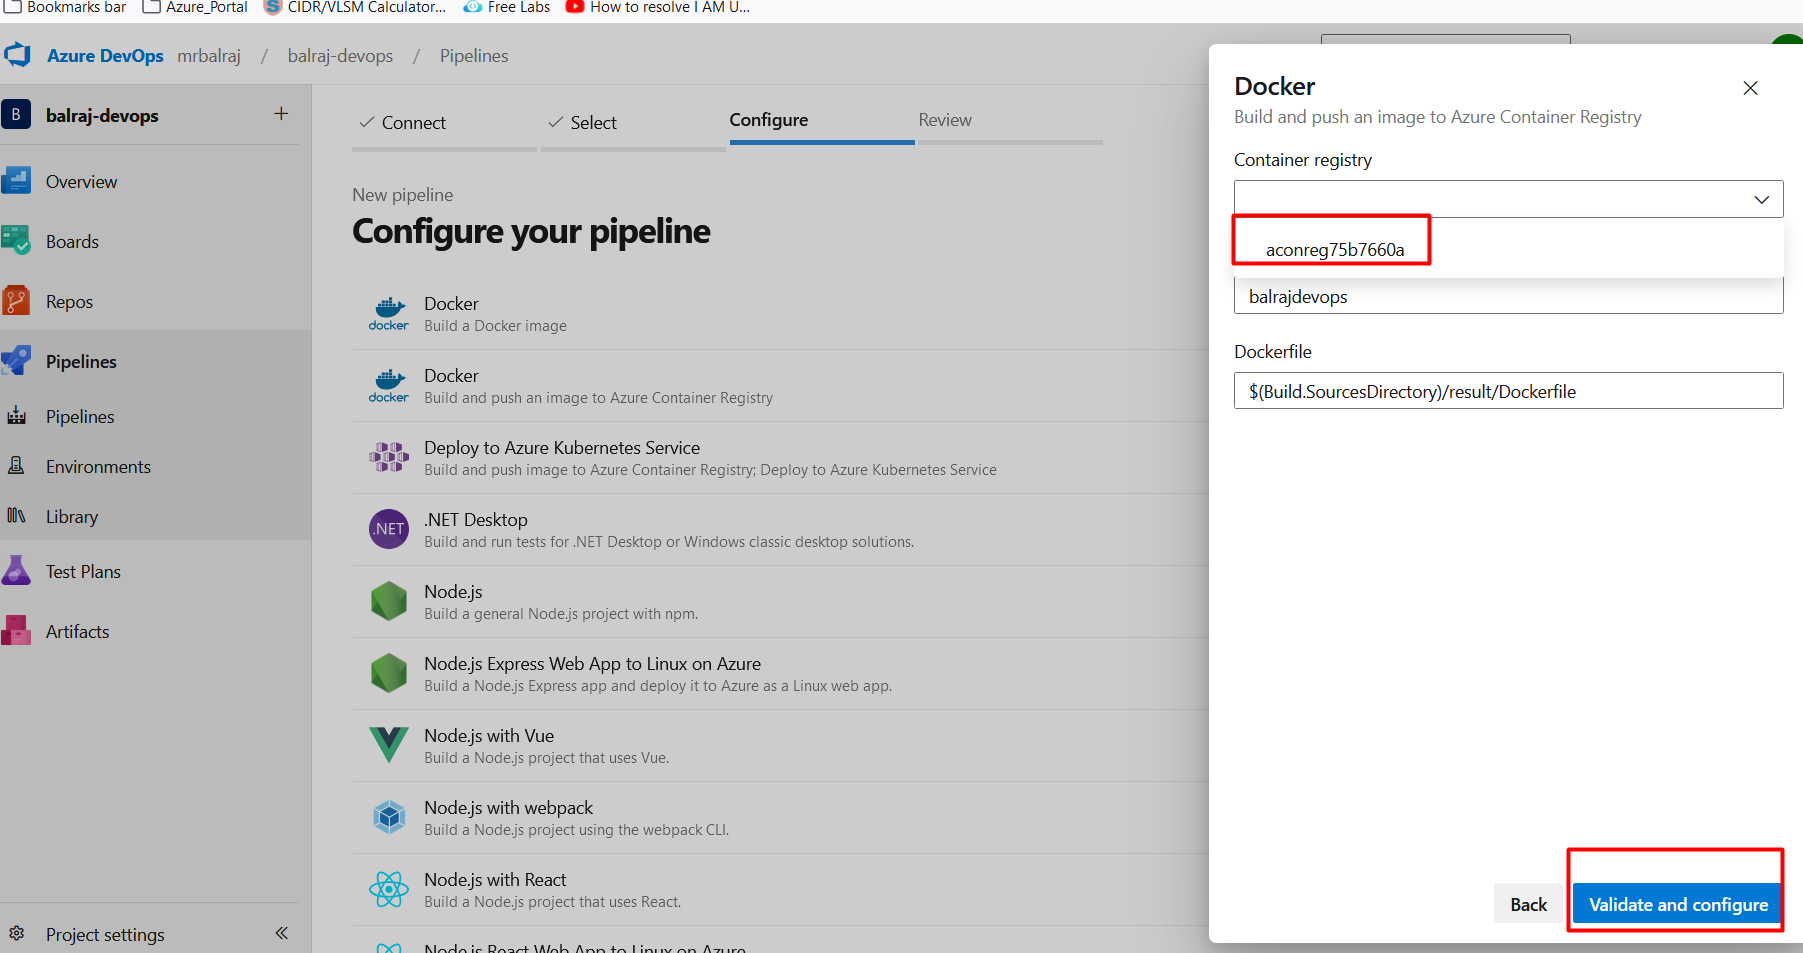 Bookmarks bar Azure_Portal CIDR/VLSM Calculator... Free Labs How to resolve I AM U...
Azure DevOps mrbalraj / balraj-devops / Pipelines
B balraj-devops +
Overview
Boards
Repos
Pipelines
Pipelines
Environments
Library
Test Plans
Artifacts
Project settings
Connect Select Configure Review
New pipeline
Configure your pipeline
docker
Docker
Build a Docker image
docker
Docker
Build and push an image to Azure Container Registry
Deploy to Azure Kubernetes Service
Build and push image to Azure Container Registry; Deploy to Azure Kubernetes Service
.NET
.NET Desktop
Build and run tests for .NET Desktop or Windows classic desktop solutions.
Node.js
Build a general Node.js project with npm.
Node.js Express Web App to Linux on Azure
Build a Node.js Express app and deploy it to Azure as a Linux web app.
Node.js with Vue
Build a Node.js project that uses Vue.
Node.js with webpack
Build a Node.js project using the webpack CLI.
Node.js with React
Build a Node.js project that uses React.
Node.js React Web App to Linux on Azure
Docker
Build and push an image to Azure Container Registry
Container registry
aconreg75b7660a
balrajdevops
Dockerfile
$(Build.SourcesDirectory)/result/Dockerfile
Back Validate and configure